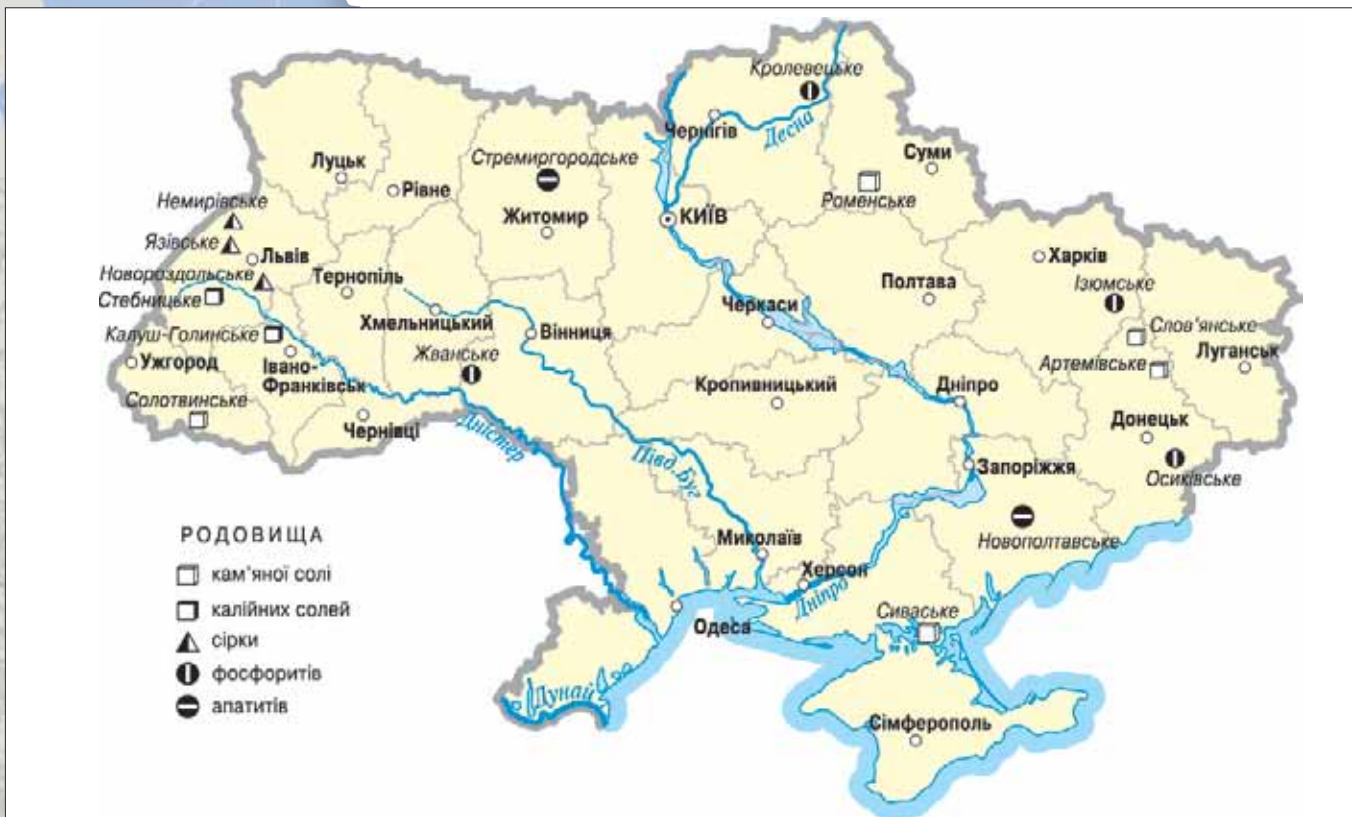 Кролевецьке
Чернігів
Десна
Стремиргородське
Суми
Луцьк
Рівне
Роменське
Немирівське
Житомир
КИЇВ
Язівське
Львів
Харків
Новороздольське
Тернопіль
Полтава
Ізюмське
Стебницьке
Хмельницький
Черкаси
Вінниця
Слов'янське
Калуш-Голинське
Жванське
Артемівське
Луганськ
Ужгород
Івано-
Франківськ
Кропивницький
Дніпро
Солотвинське
Чернівці
Донецьк
Дністер
Півд. Буг
Запоріжжя
Осиківське
РОДОВИЩА
Новополтавське
Миколаїв
кам'яної солі
Херсон
Дніпро
калійних солей
Сиваське
Одеса
сірки
фосфоритів
Дунай
апатитів
Сімферополь